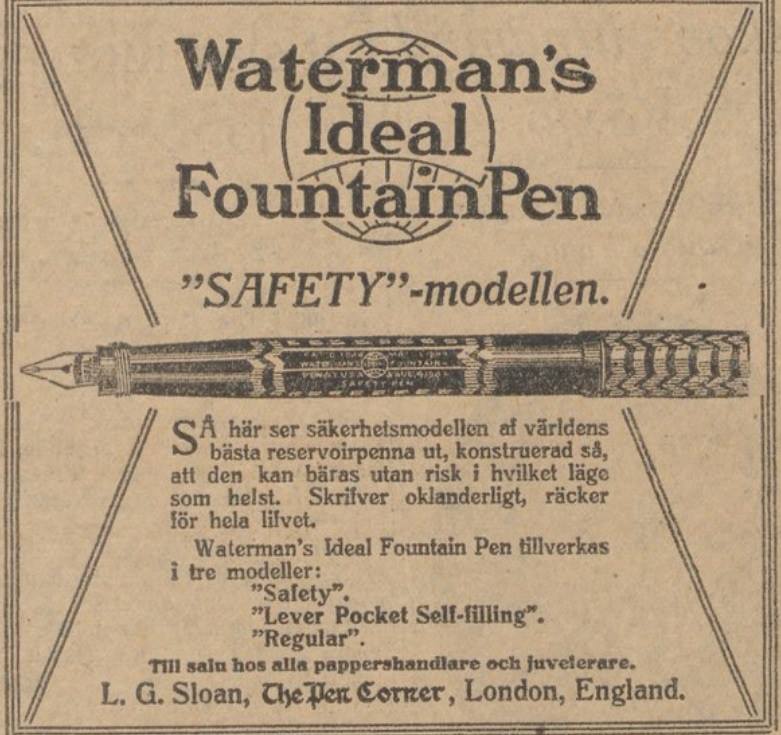 Waterman's
Ideal
Fountain Pen
"SAFETY"-modellen.
SÅ här ser säkerhetsmodellen af världens
bästa reservoirpenna ut, konstruerad så,
att den kan bäras utan risk i hvilket läge
som helst. Skrifver oklanderligt, räcker
för hela lifvet.
Waterman's Ideal Fountain Pen tillverkas
i tre modeller:
"Safety".
"Lever Pocket Self-filling".
"Regular".
Till salu hos alla pappershandlare och juvelerare.
L. G. Sloan, The Pen Corner, London, England.